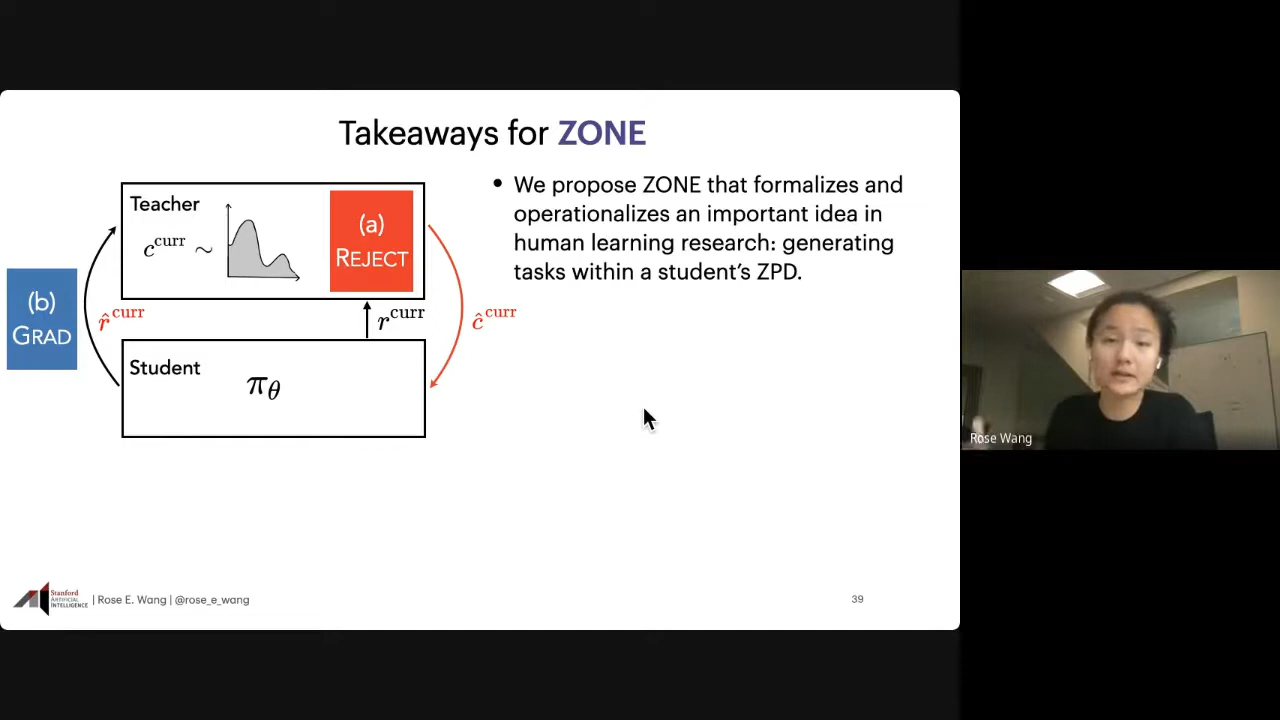 Takeaways for ZONE
Teacher
c^curr ~
(a)
REJECT
(b)
GRAD
r̂^curr
r^curr
ĉ^curr
Student
π_θ
• We propose ZONE that formalizes and
operationalizes an important idea in
human learning research: generating
tasks within a student's ZPD.
Stanford
ARTIFICIAL
INTELLIGENCE
| Rose E. Wang | @rose_e_wang
39
Rose Wang